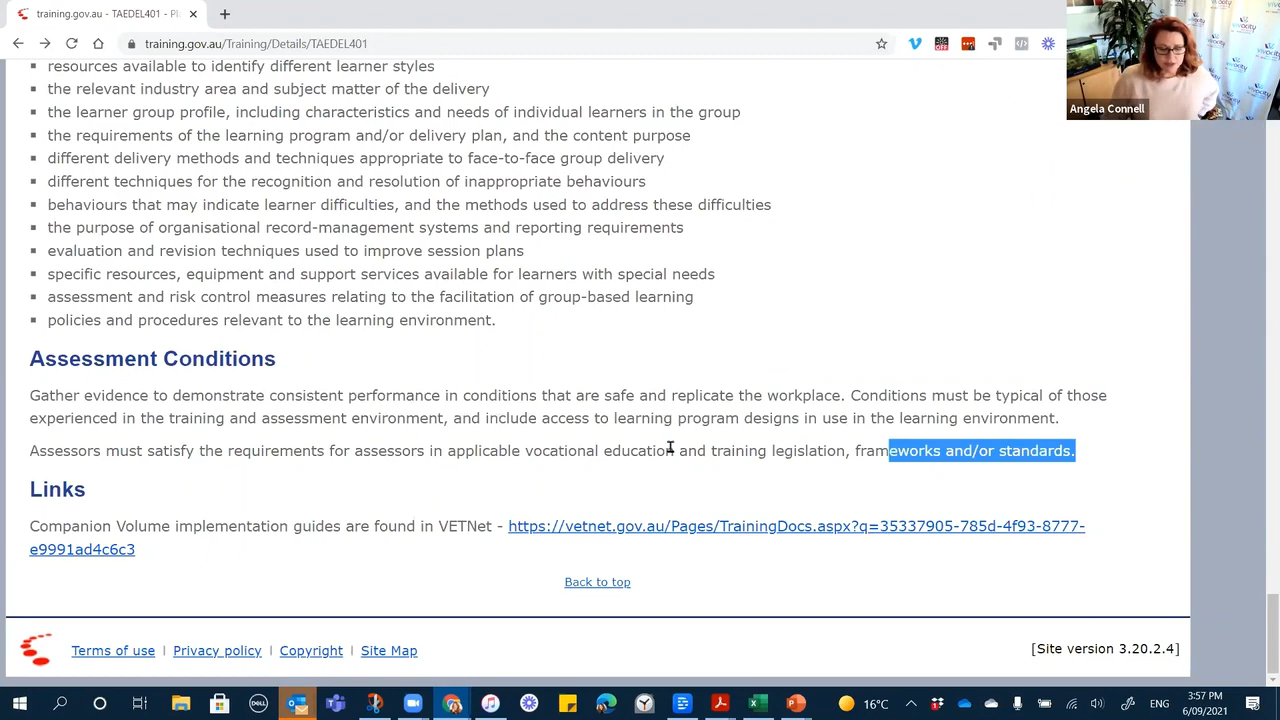 training.gov.au - TAEDEL401 - Pl
training.gov.au/Training/Details/TAEDEL401
OFF
Angela Connell
resources available to identify different learner styles
the relevant industry area and subject matter of the delivery
the learner group profile, including characteristics and needs of individual learners in the group
the requirements of the learning program and/or delivery plan, and the content purpose
different delivery methods and techniques appropriate to face-to-face group delivery
different techniques for the recognition and resolution of inappropriate behaviours
behaviours that may indicate learner difficulties, and the methods used to address these difficulties
the purpose of organisational record-management systems and reporting requirements
evaluation and revision techniques used to improve session plans
specific resources, equipment and support services available for learners with special needs
assessment and risk control measures relating to the facilitation of group-based learning
policies and procedures relevant to the learning environment.
Assessment Conditions
Gather evidence to demonstrate consistent performance in conditions that are safe and replicate the workplace. Conditions must be typical of those
experienced in the training and assessment environment, and include access to learning program designs in use in the learning environment.
Assessors must satisfy the requirements for assessors in applicable vocational education and training legislation, frameworks and/or standards.
Links
Companion Volume implementation guides are found in VETNet - https://vetnet.gov.au/Pages/TrainingDocs.aspx?q=35337905-785d-4f93-8777-
e9991ad4c6c3
Back to top
Terms of use | Privacy policy | Copyright | Site Map
[Site version 3.20.2.4]
16°C
ENG
3:57 PM
6/09/2021